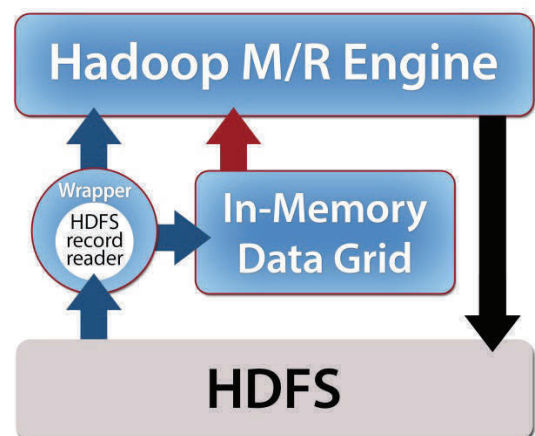 Hadoop M/R Engine
Wrapper
HDFS
record
reader
In-Memory
Data Grid
HDFS